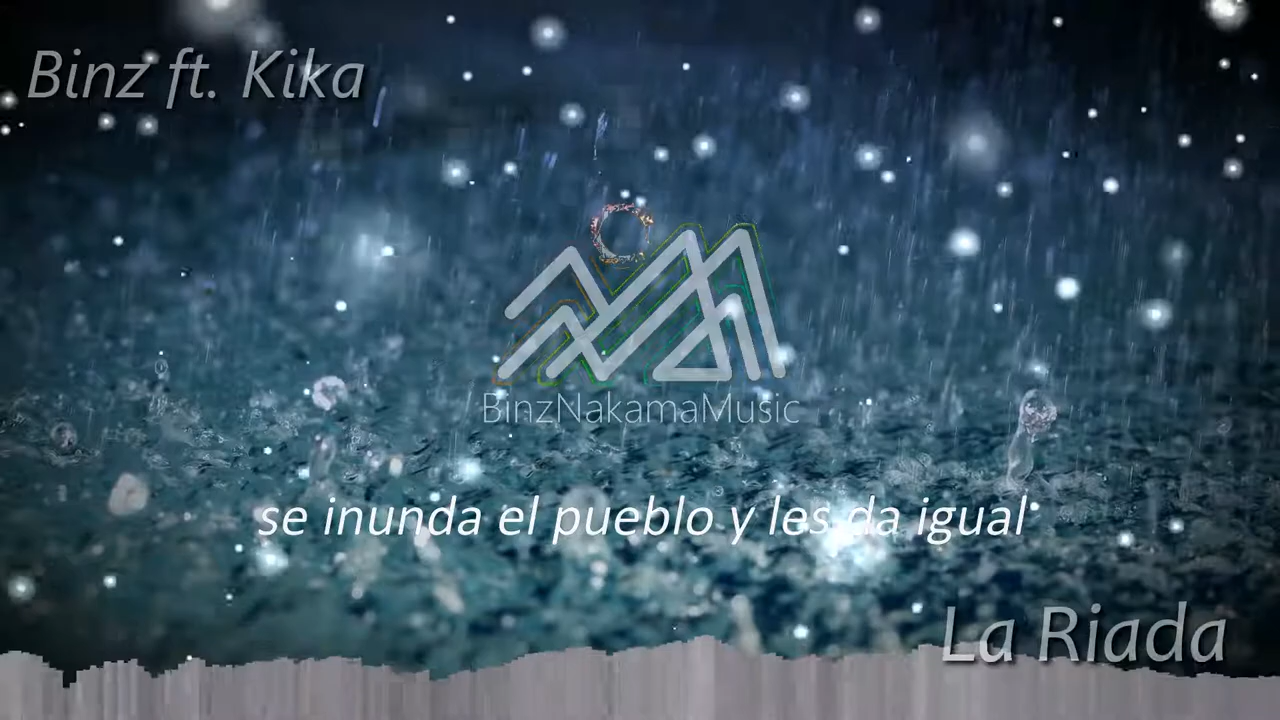 Binz ft. Kika
BinzNakamaMusic
se inunda el pueblo y les da igual
La Riada